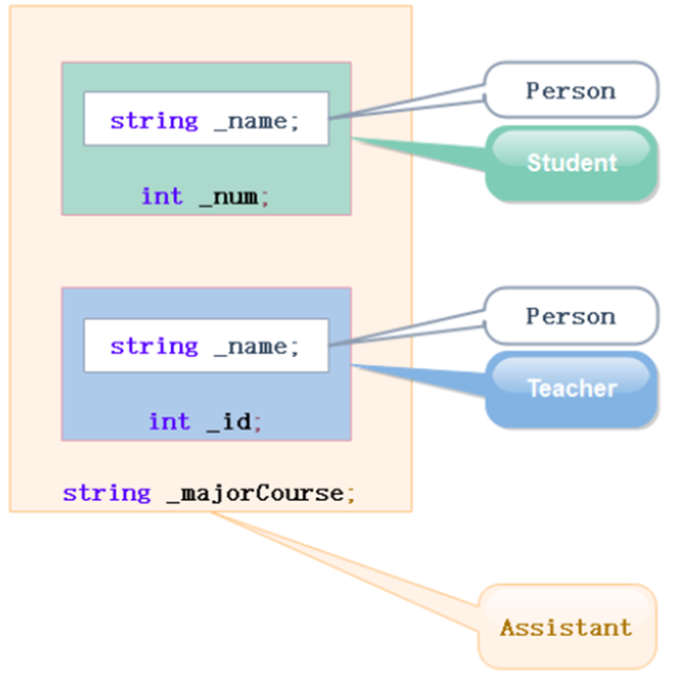 string _name;
Person
Student
int _num;
string _name;
Person
Teacher
int _id;
string _majorCourse;
Assistant